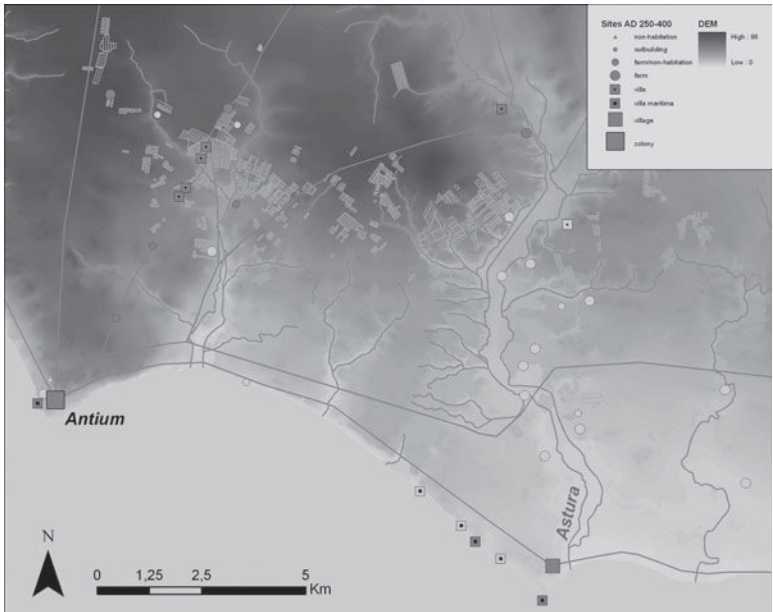 Sites AD 250-400
non-habitation
outbuilding
farm/non-habitation
farm
villa
villa maritima
village
colony
DEM
High : 86
Low : 0
Antium
Astura
N
0 1,25 2,5 5
Km